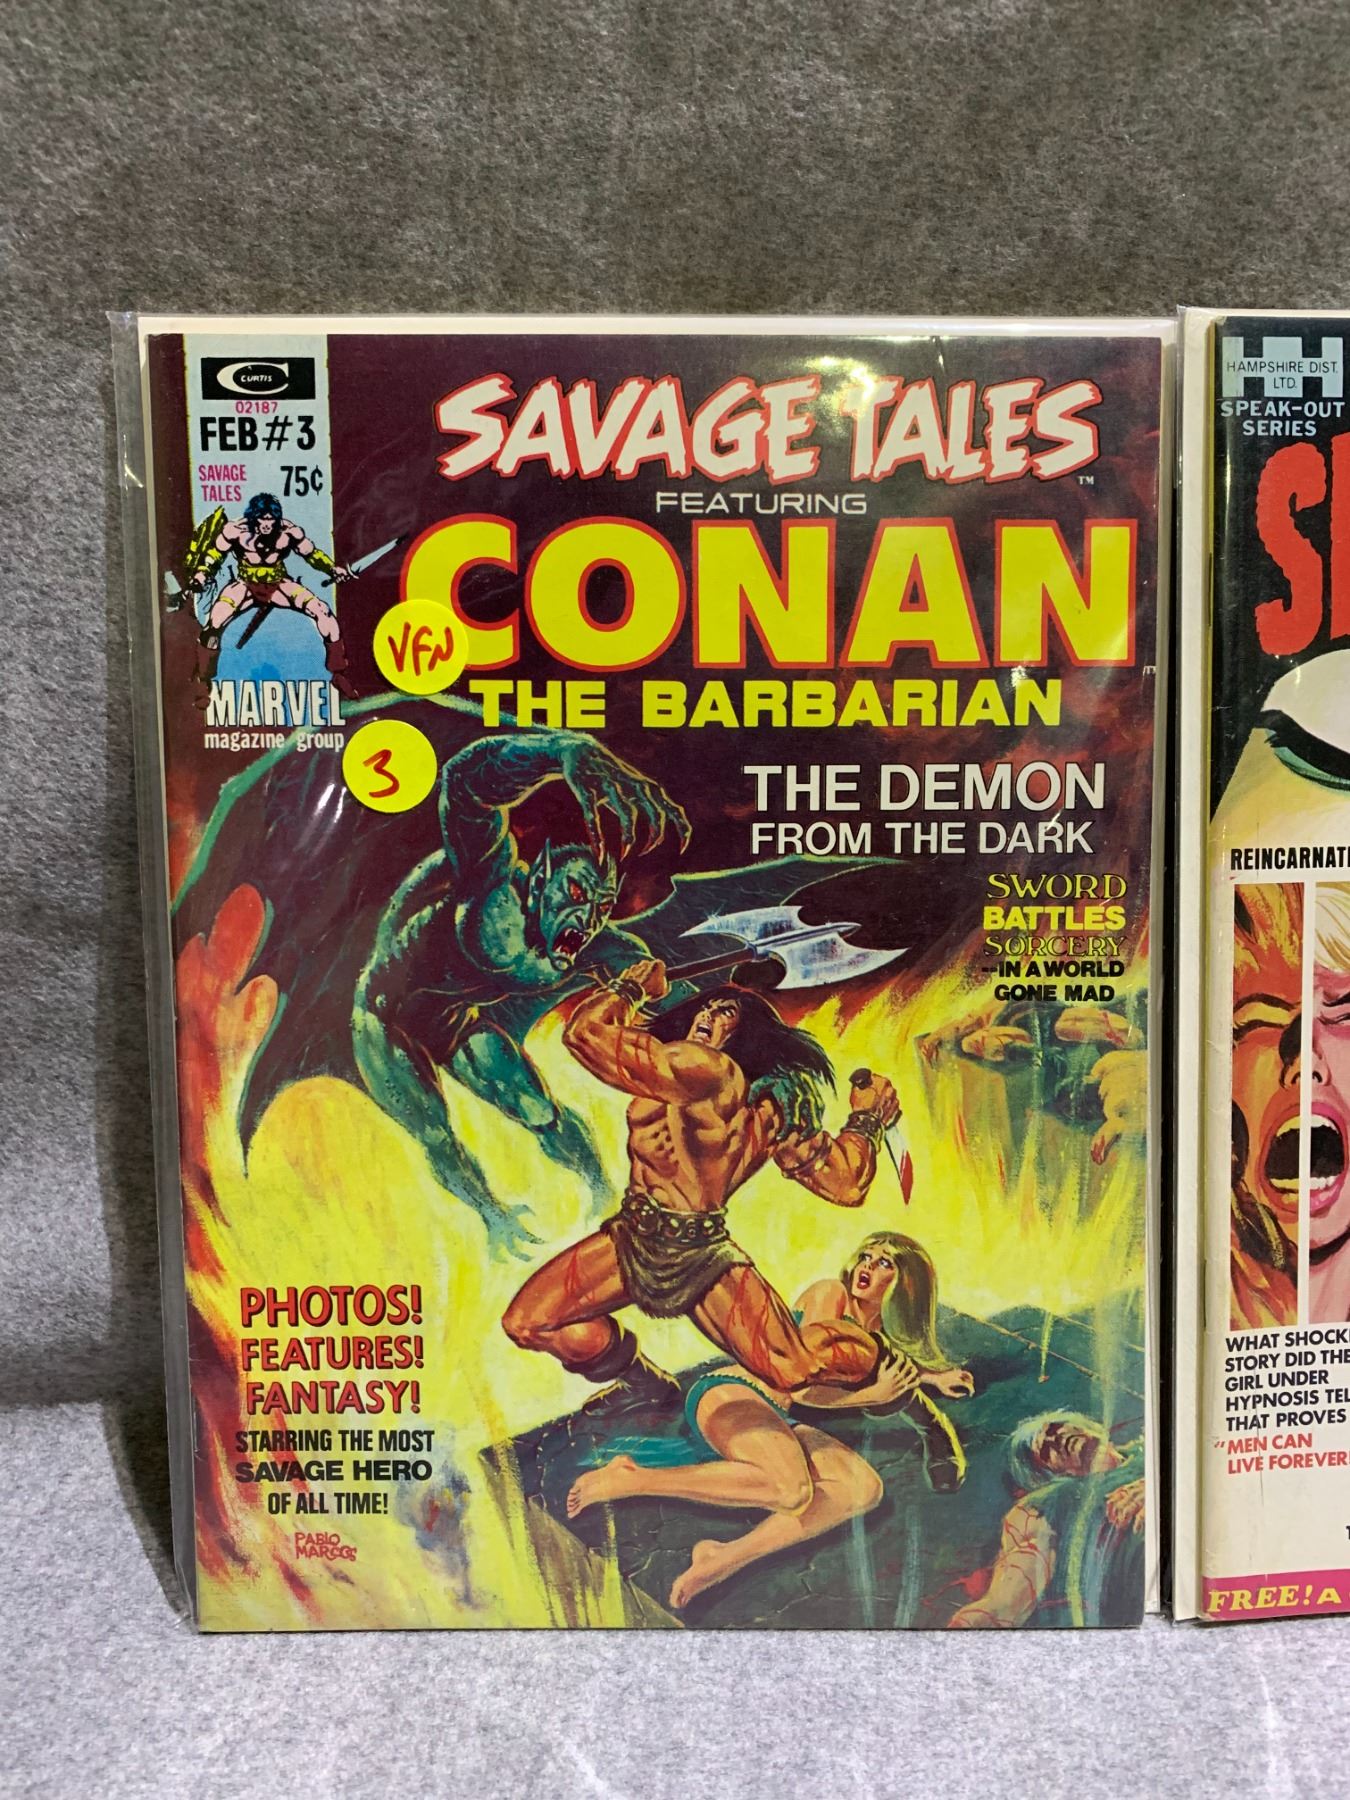 CURTIS
02187
FEB #3
SAVAGE
TALES
75¢
MARVEL
magazine group
SAVAGE TALES
TM
FEATURING
CONAN
THE BARBARIAN
VFN
3
THE DEMON
FROM THE DARK
SWORD
BATTLES
SORCERY
--IN A WORLD
GONE MAD
PHOTOS!
FEATURES!
FANTASY!
STARRING THE MOST
SAVAGE HERO
OF ALL TIME!
PABLO
MARCOS
HAMPSHIRE DIST.
LTD.
SPEAK-OUT
SERIES
WHAT
STORY DID
GIRL UNDER
HYPNOSIS
THAT PROVES
"MEN CAN
LIVE FOREVER
FREE! A